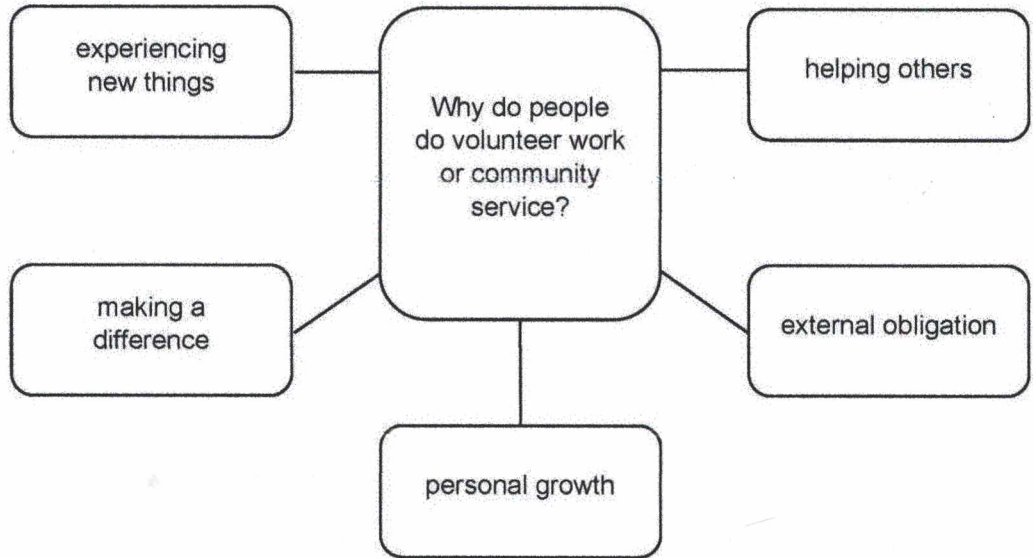 experiencing
new things
Why do people
do volunteer work
or community
service?
helping others
making a
difference
external obligation
personal growth